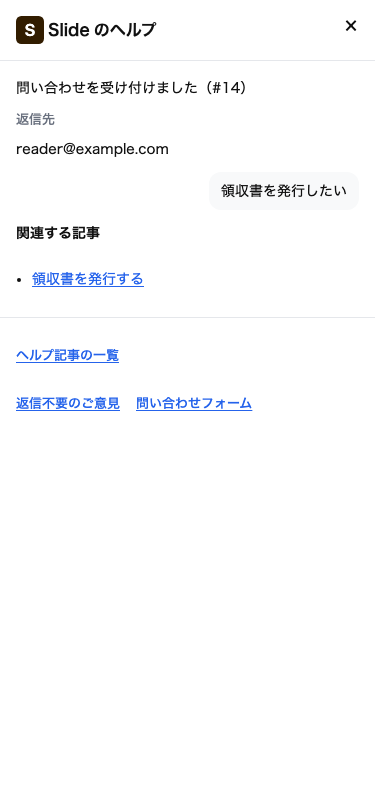 S Slide のヘルプ ×
問い合わせを受け付けました（#14）
返信先
reader@example.com
領収書を発行したい
関連する記事
• 領収書を発行する
ヘルプ記事の一覧
返信不要のご意見 問い合わせフォーム